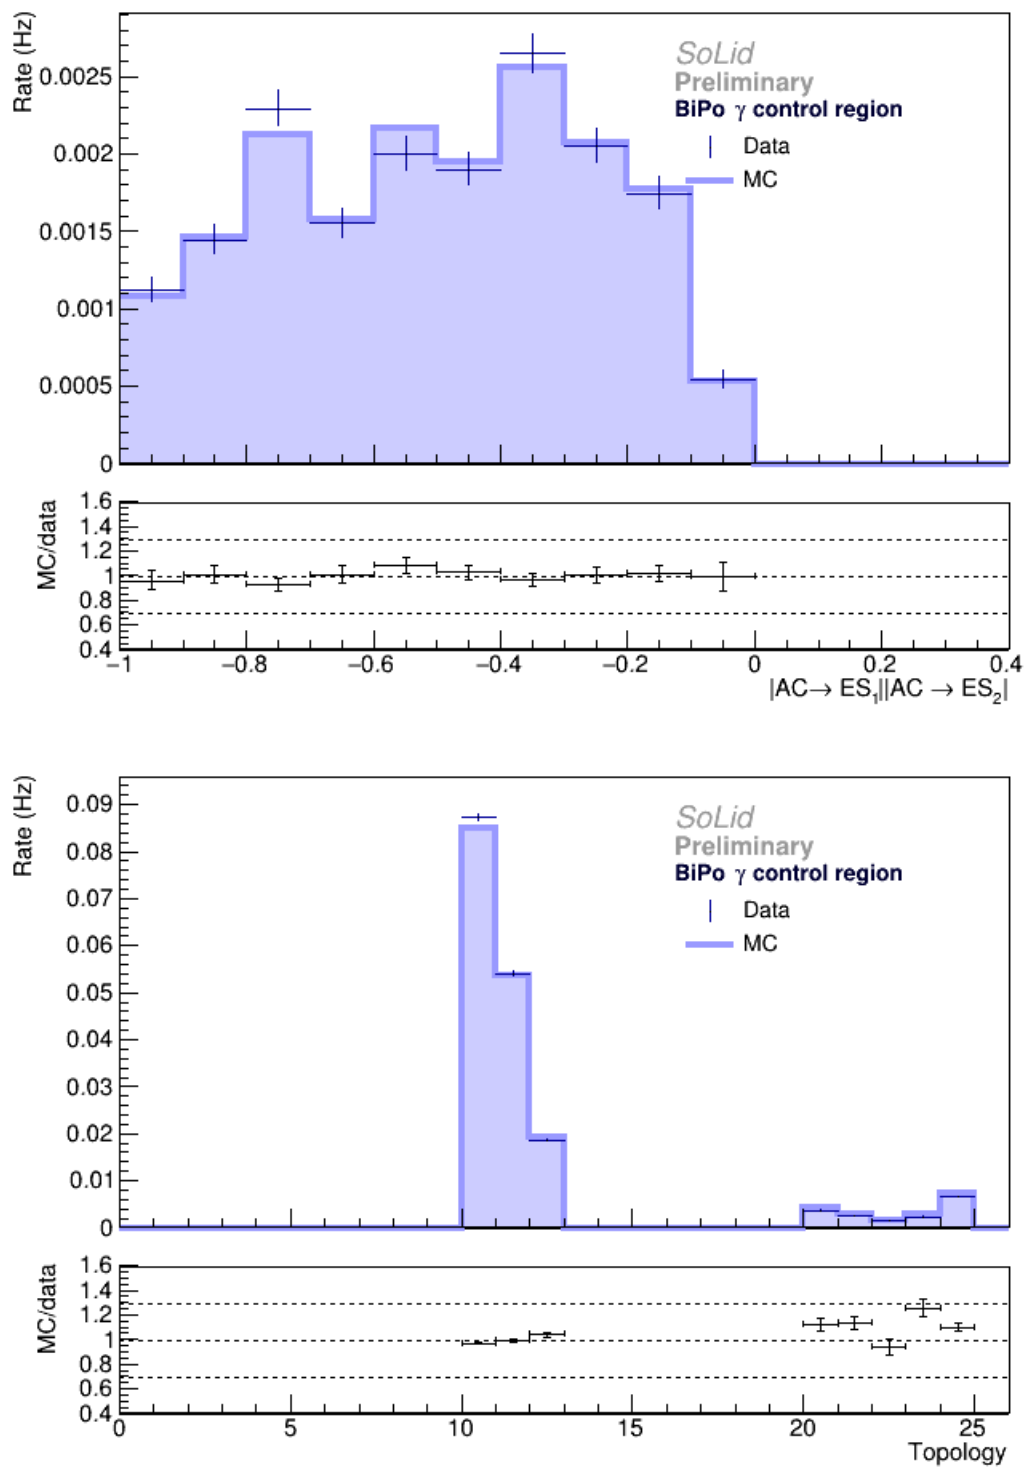 Rate (Hz)
0.0025
0.002
0.0015
0.001
0.0005
0
SoLid
Preliminary
BiPo γ control region
Data
MC
MC/data
1.6
1.4
1.2
1
0.8
0.6
0.4
−1 −0.8 −0.6 −0.4 −0.2 0 0.2 0.4
|AC→ ES₁||AC → ES₂|
Rate (Hz)
0.09
0.08
0.07
0.06
0.05
0.04
0.03
0.02
0.01
0
SoLid
Preliminary
BiPo γ control region
Data
MC
MC/data
1.6
1.4
1.2
1
0.8
0.6
0.4
0 5 10 15 20 25
Topology